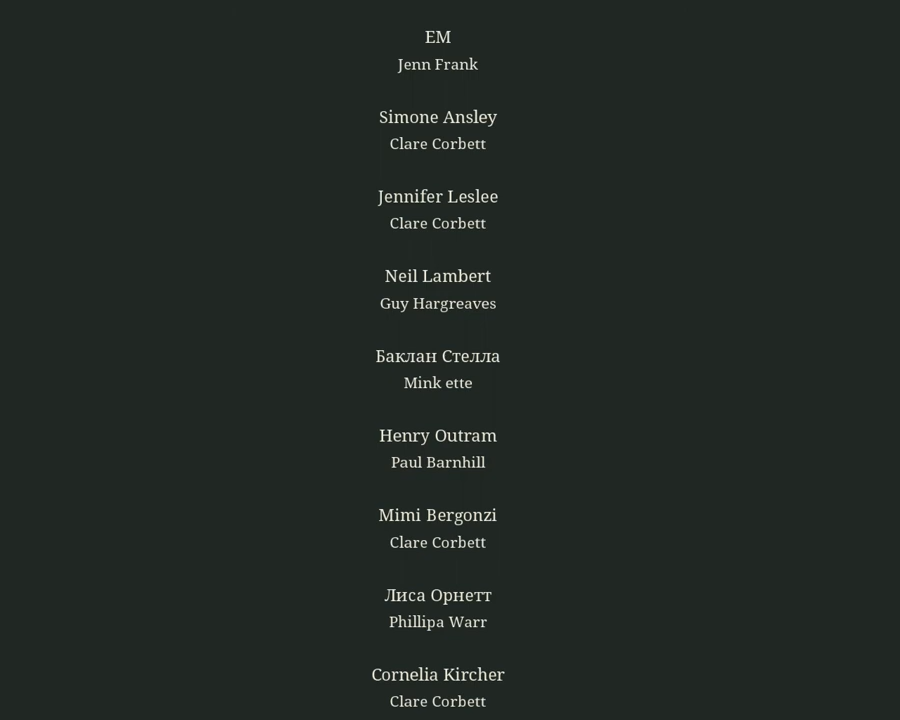 EM
Jenn Frank
Simone Ansley
Clare Corbett
Jennifer Leslee
Clare Corbett
Neil Lambert
Guy Hargreaves
Баклан Стелла
Mink ette
Henry Outram
Paul Barnhill
Mimi Bergonzi
Clare Corbett
Лиса Орнетт
Phillipa Warr
Cornelia Kircher
Clare Corbett